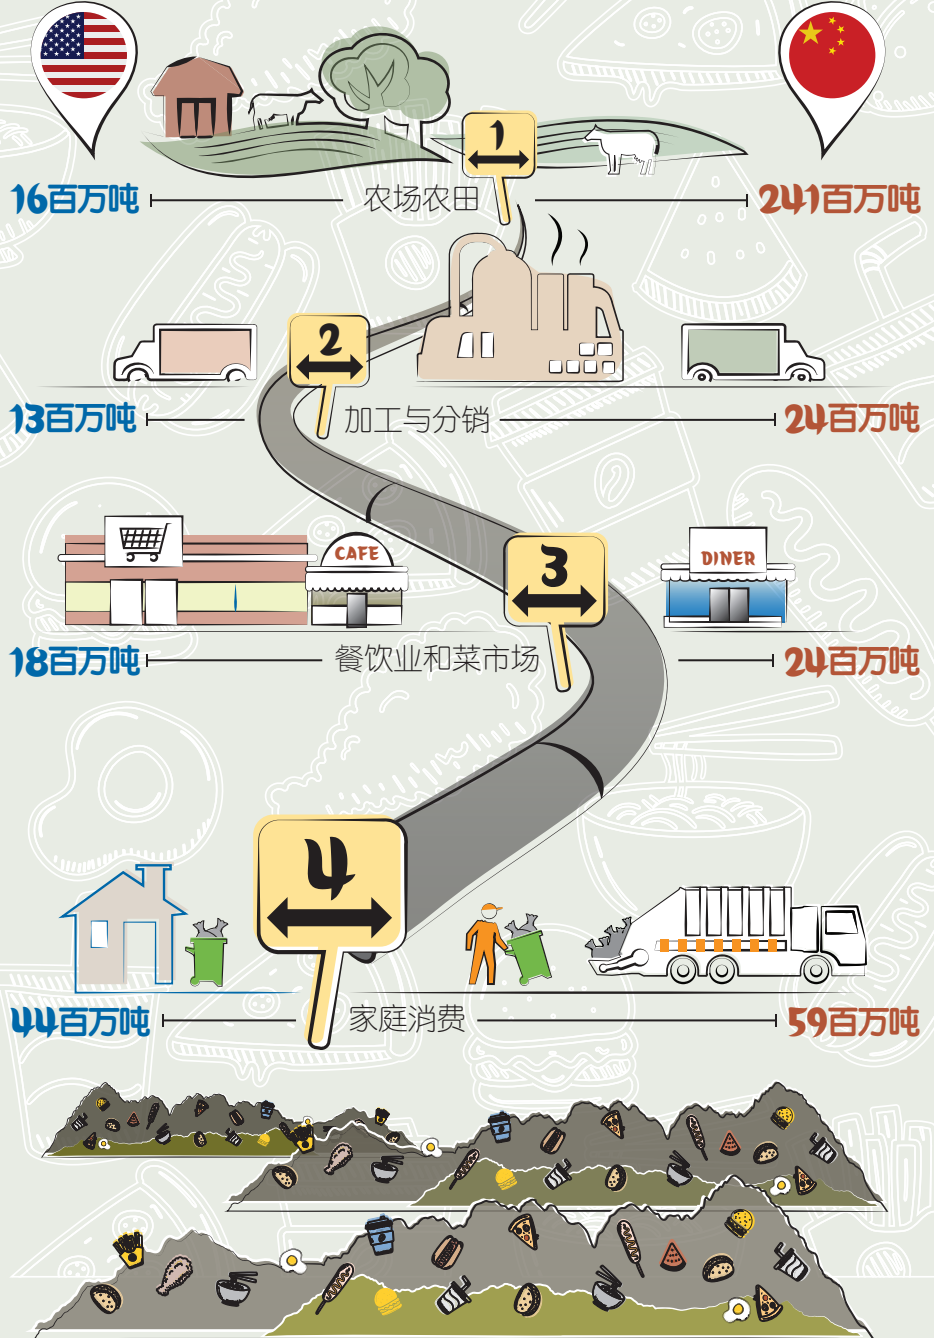 1
16百万吨 农场农田 241百万吨
2
13百万吨 加工与分销 24百万吨
CAFE
3
DINER
18百万吨 餐饮业和菜市场 24百万吨
4
44百万吨 家庭消费 59百万吨